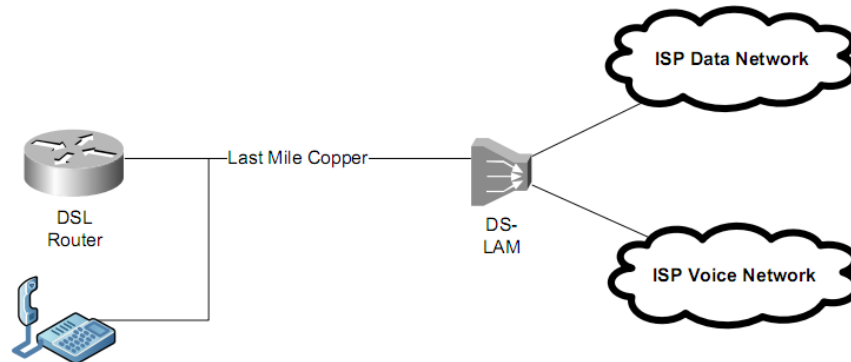 ISP Data Network
Last Mile Copper
DSL
Router
DS-
LAM
ISP Voice Network